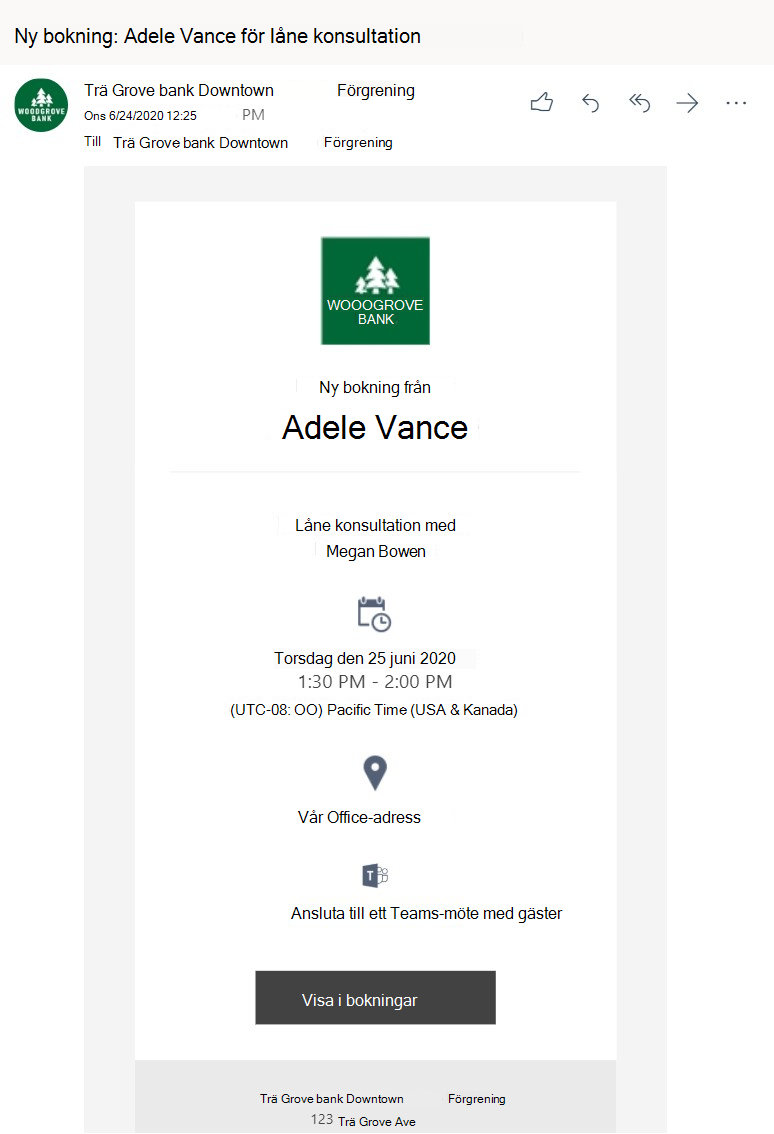 Ny bokning: Adele Vance för låne konsultation
WOODGROVE
BANK
Trä Grove bank Downtown Förgrening
Ons 6/24/2020 12:25 PM
Till Trä Grove bank Downtown Förgrening
WOOOGROVE
BANK
Ny bokning från
Adele Vance
Låne konsultation med
Megan Bowen
Torsdag den 25 juni 2020
1:30 PM - 2:00 PM
(UTC-08: OO) Pacific Time (USA & Kanada)
Vår Office-adress
T
Ansluta till ett Teams-möte med gäster
Visa i bokningar
Trä Grove bank Downtown Förgrening
123 Trä Grove Ave